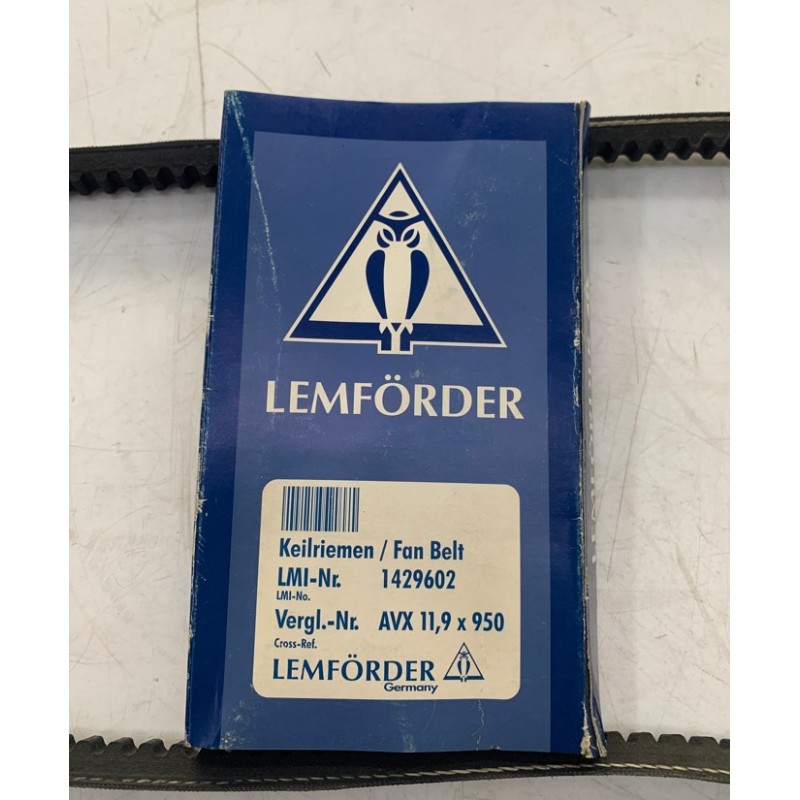 LEMFÖRDER
Keilriemen / Fan Belt
LMI-Nr. 1429602
LMI-No.
Vergl.-Nr. AVX 11,9 x 950
Cross-Ref.
LEMFÖRDER
Germany